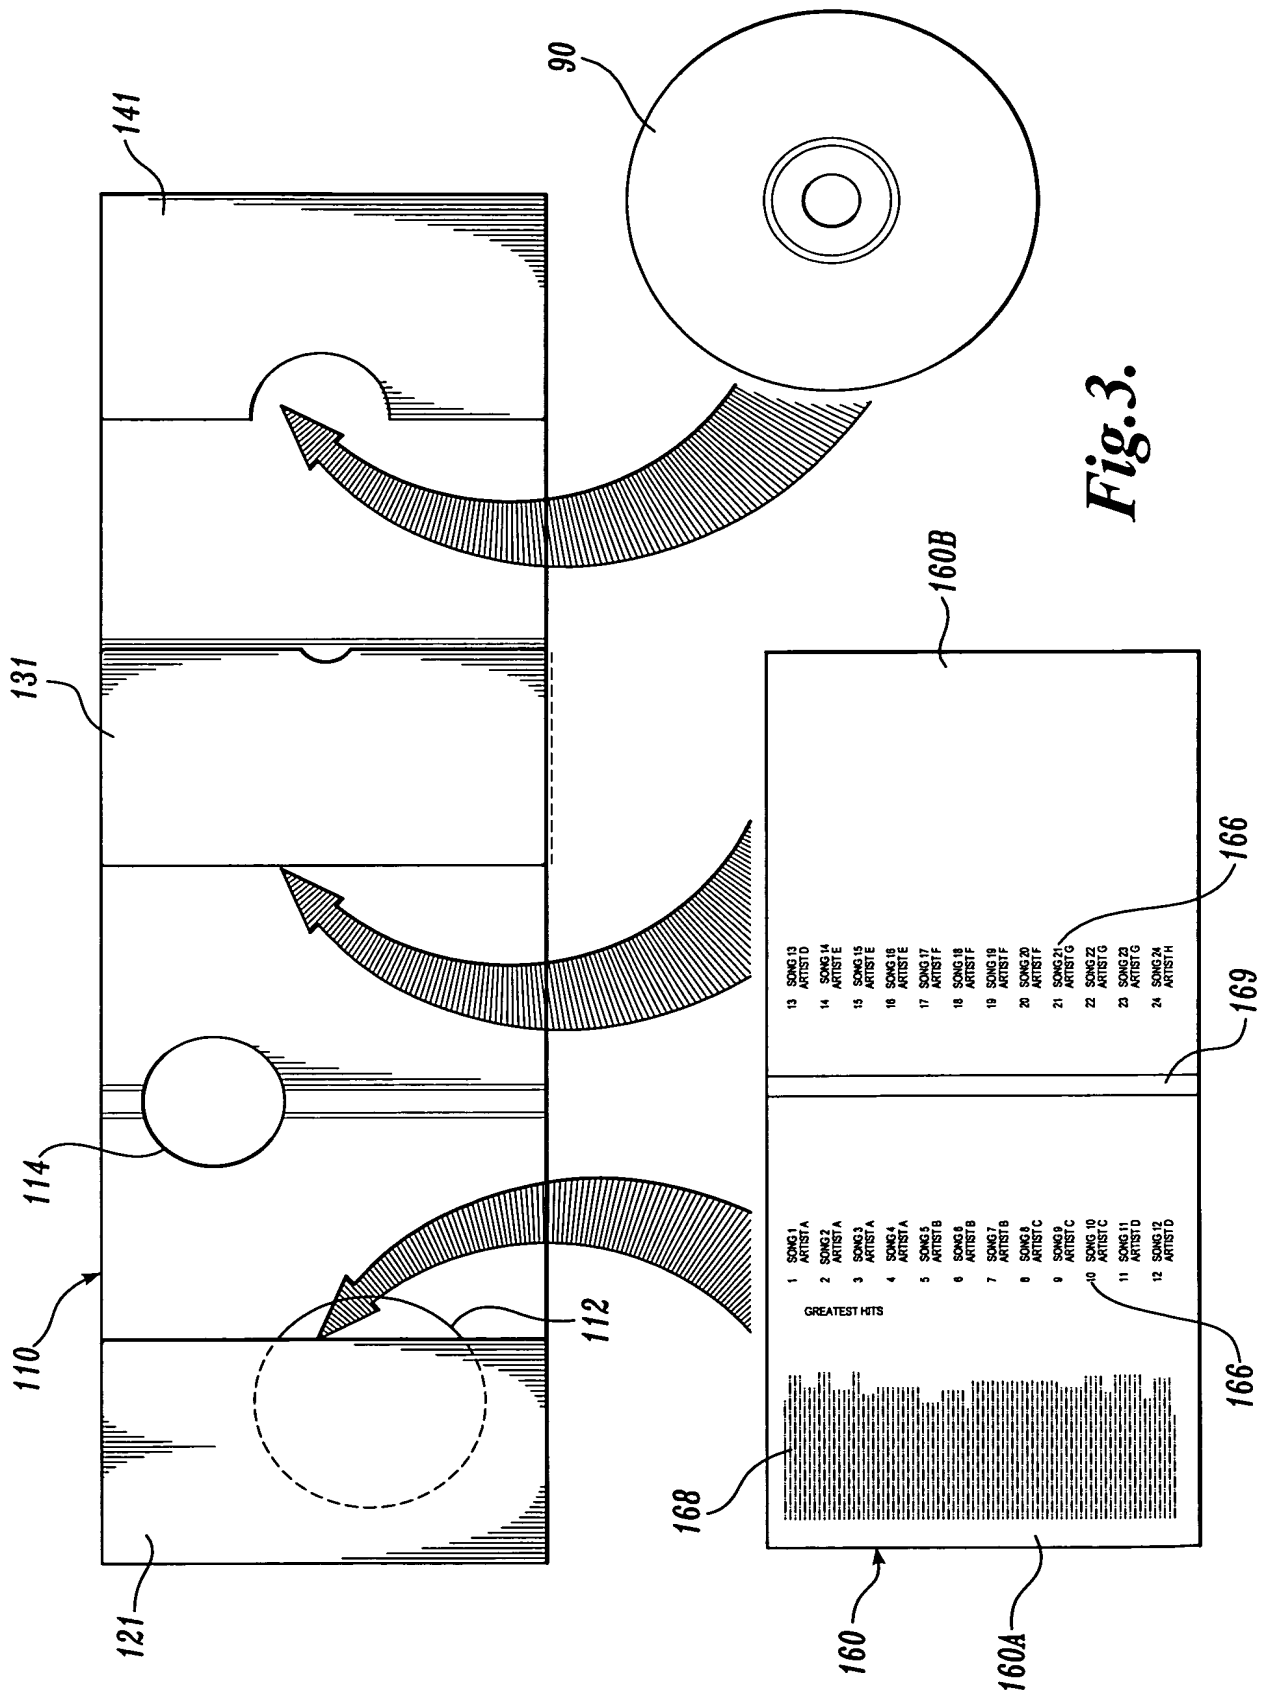 110
131
114
121
141
90
112
168
GREATEST HITS
1 SONG 1
ARTIST A
2 SONG 2
ARTIST A
3 SONG 3
ARTIST A
4 SONG 4
ARTIST A
5 SONG 5
ARTIST B
6 SONG 6
ARTIST B
7 SONG 7
ARTIST B
8 SONG 8
ARTIST C
9 SONG 9
ARTIST C
10 SONG 10
ARTIST C
11 SONG 11
ARTIST D
12 SONG 12
ARTIST D
13 SONG 13
ARTIST D
14 SONG 14
ARTIST E
15 SONG 15
ARTIST E
16 SONG 16
ARTIST E
17 SONG 17
ARTIST F
18 SONG 18
ARTIST F
19 SONG 19
ARTIST F
20 SONG 20
ARTIST F
21 SONG 21
ARTIST G
22 SONG 22
ARTIST G
23 SONG 23
ARTIST G
24 SONG 24
ARTIST H
160
160B
160A
166
169
166
Fig.3.